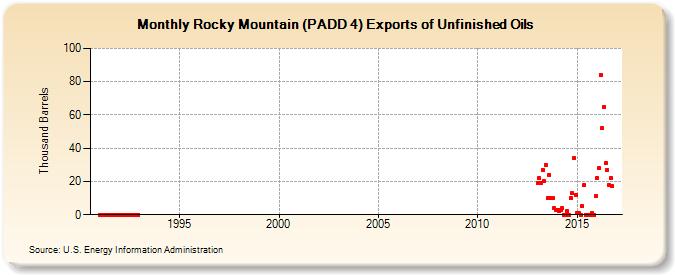 Monthly Rocky Mountain (PADD 4) Exports of Unfinished Oils
Thousand Barrels
100
80
60
40
20
0
1995 2000 2005 2010 2015
Source: U.S. Energy Information Administration